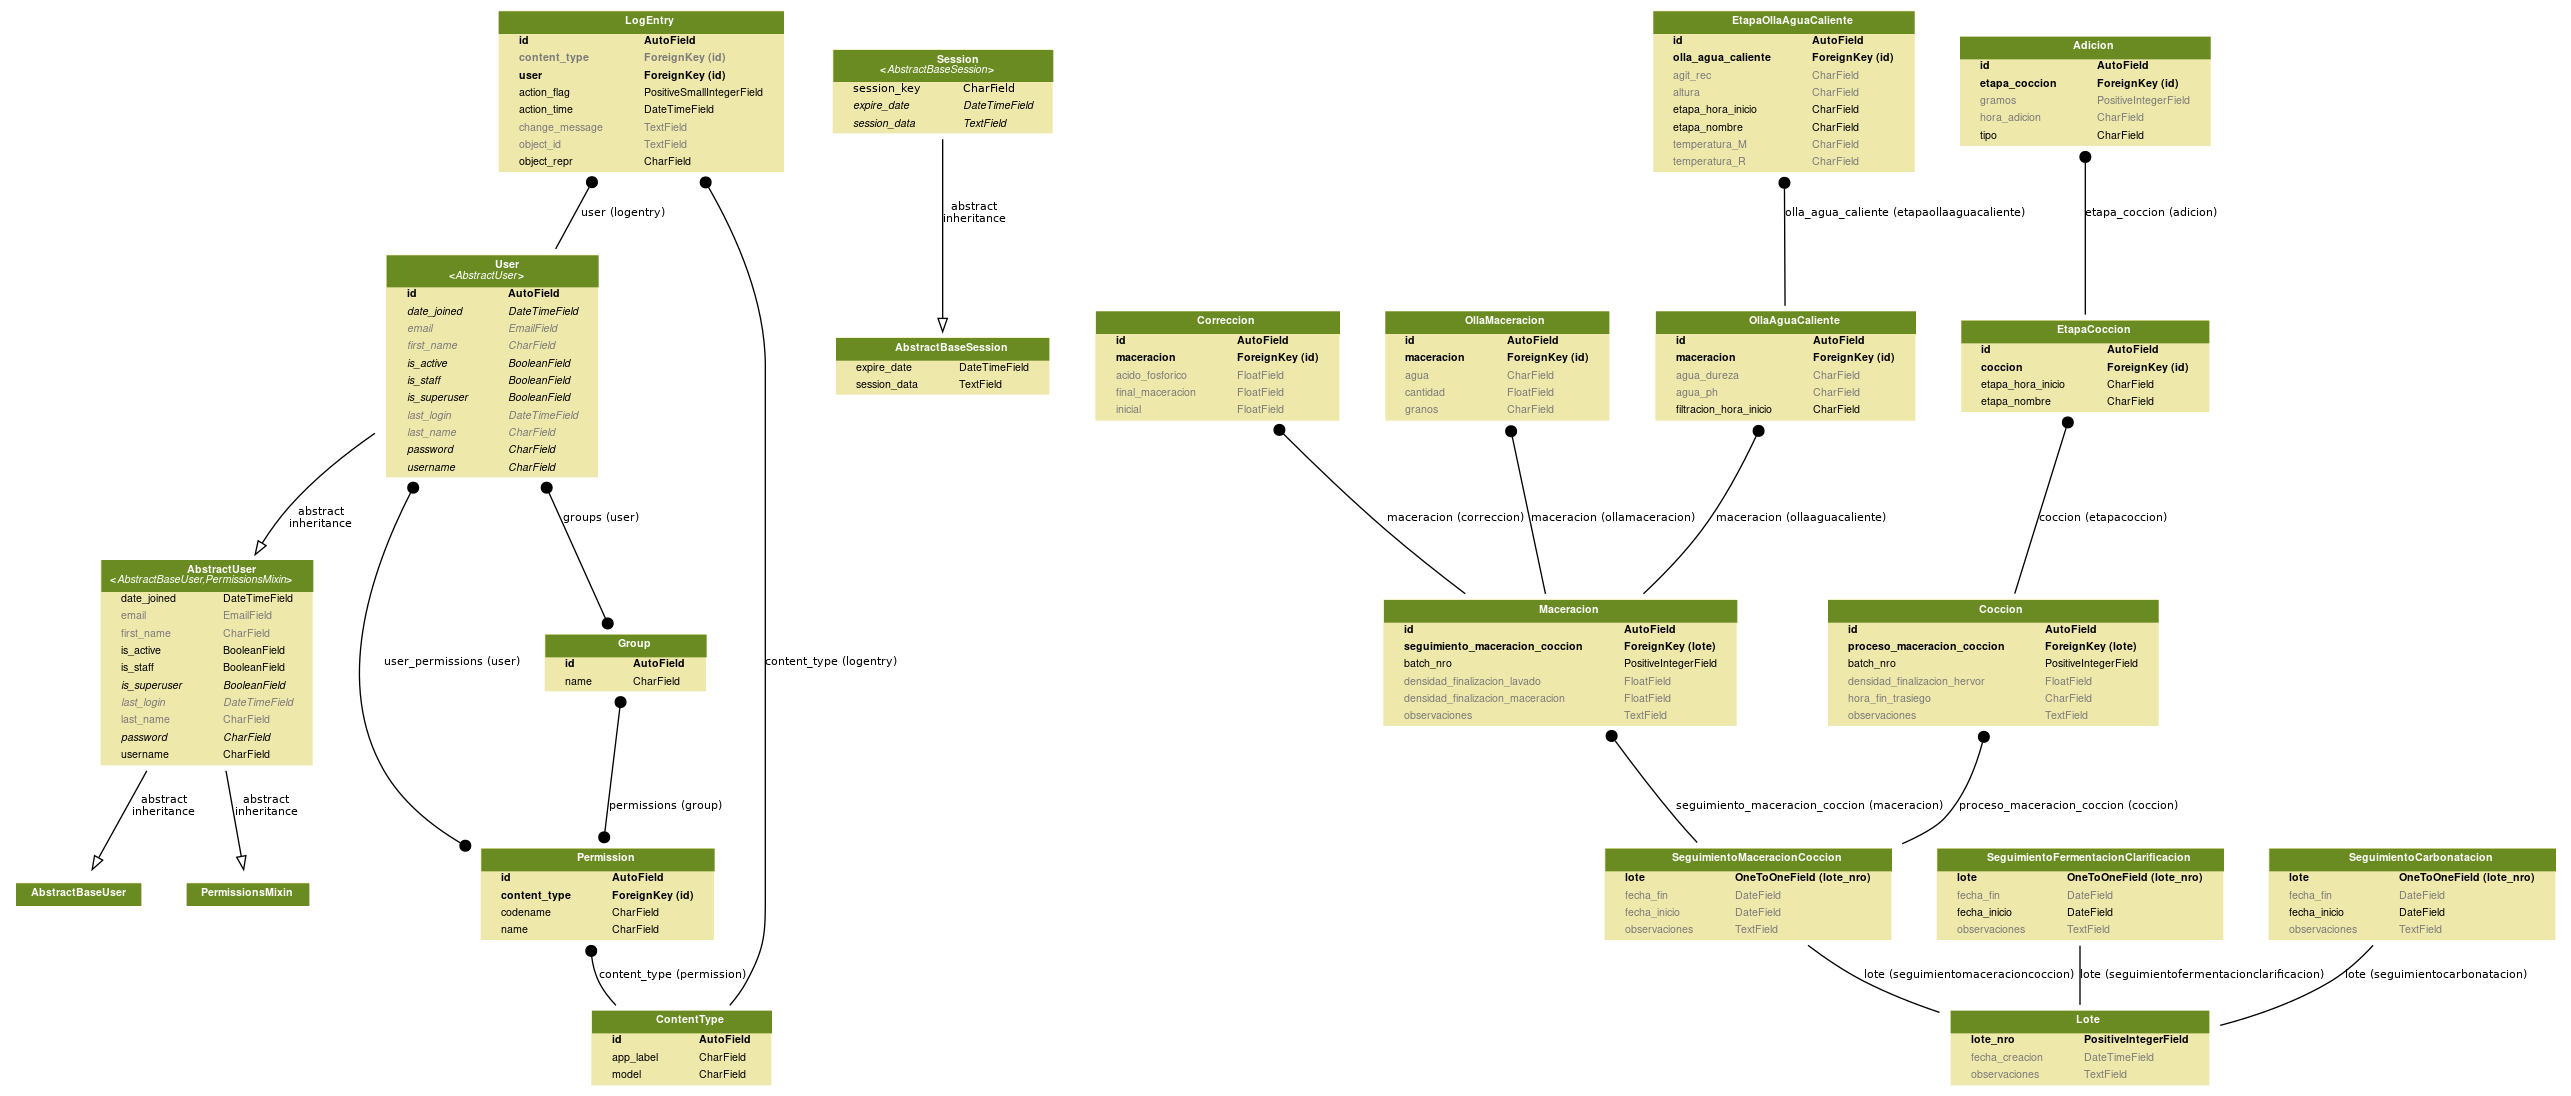 LogEntry
id AutoField
content_type ForeignKey (id)
user ForeignKey (id)
action_flag PositiveSmallIntegerField
action_time DateTimeField
change_message TextField
object_id TextField
object_repr CharField
Session
<AbstractBaseSession>
session_key CharField
expire_date DateTimeField
session_data TextField
EtapaOllaAguaCaliente
id AutoField
olla_agua_caliente ForeignKey (id)
agit_rec CharField
altura CharField
etapa_hora_inicio CharField
etapa_nombre CharField
temperatura_M CharField
temperatura_R CharField
Adicion
id AutoField
etapa_coccion ForeignKey (id)
gramos PositiveIntegerField
hora_adicion CharField
tipo CharField
user (logentry)
abstract
inheritance
olla_agua_caliente (etapaollaaguacaliente)
etapa_coccion (adicion)
User
<AbstractUser>
id AutoField
date_joined DateTimeField
email EmailField
first_name CharField
is_active BooleanField
is_staff BooleanField
is_superuser BooleanField
last_login DateTimeField
last_name CharField
password CharField
username CharField
AbstractBaseSession
expire_date DateTimeField
session_data TextField
Correccion
id AutoField
maceracion ForeignKey (id)
acido_fosforico FloatField
final_maceracion FloatField
inicial FloatField
OllaMaceracion
id AutoField
maceracion ForeignKey (id)
agua CharField
cantidad FloatField
granos CharField
OllaAguaCaliente
id AutoField
maceracion ForeignKey (id)
agua_dureza CharField
agua_ph CharField
filtracion_hora_inicio CharField
EtapaCoccion
id AutoField
coccion ForeignKey (id)
etapa_hora_inicio CharField
etapa_nombre CharField
abstract
inheritance
groups (user)
maceracion (correccion)
maceracion (ollamaceracion)
maceracion (ollaaguacaliente)
coccion (etapacoccion)
AbstractUser
<AbstractBaseUser,PermissionsMixin>
date_joined DateTimeField
email EmailField
first_name CharField
is_active BooleanField
is_staff BooleanField
is_superuser BooleanField
last_login DateTimeField
last_name CharField
password CharField
username CharField
user_permissions (user)
Group
id AutoField
name CharField
content_type (logentry)
Maceracion
id AutoField
seguimiento_maceracion_coccion ForeignKey (lote)
batch_nro PositiveIntegerField
densidad_finalizacion_lavado FloatField
densidad_finalizacion_maceracion FloatField
observaciones TextField
Coccion
id AutoField
proceso_maceracion_coccion ForeignKey (lote)
batch_nro PositiveIntegerField
densidad_finalizacion_hervor FloatField
hora_fin_trasiego CharField
observaciones TextField
abstract
inheritance
abstract
inheritance
permissions (group)
seguimiento_maceracion_coccion (maceracion)
proceso_maceracion_coccion (coccion)
AbstractBaseUser
PermissionsMixin
Permission
id AutoField
content_type ForeignKey (id)
codename CharField
name CharField
SeguimientoMaceracionCoccion
lote OneToOneField (lote_nro)
fecha_fin DateField
fecha_inicio DateField
observaciones TextField
SeguimientoFermentacionClarificacion
lote OneToOneField (lote_nro)
fecha_fin DateField
fecha_inicio DateField
observaciones TextField
SeguimientoCarbonatacion
lote OneToOneField (lote_nro)
fecha_fin DateField
fecha_inicio DateField
observaciones TextField
content_type (permission)
lote (seguimientomaceracioncoccion)
lote (seguimientofermentacionclarificacion)
lote (seguimientocarbonatacion)
ContentType
id AutoField
app_label CharField
model CharField
Lote
lote_nro PositiveIntegerField
fecha_creacion DateTimeField
observaciones TextField